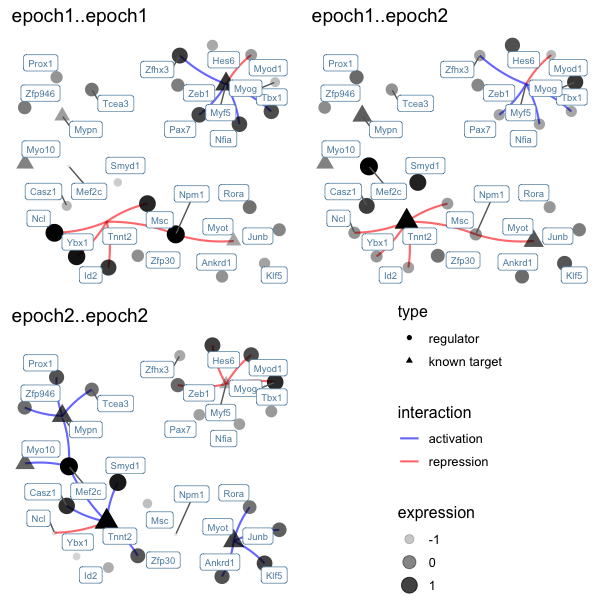 epoch1..epoch1
Hes6
Zfhx3
Myod1
Prox1
Zeb1
Myog
Zfp946
Tcea3
Tbx1
Myf5
Mypn
Pax7
Nfia
Myo10
Smyd1
Casz1
Mef2c
Npm1
Rora
Ncl
Msc
Myot
Junb
Ybx1
Tnnt2
Zfp30
Ankrd1
Id2
Klf5
epoch1..epoch2
Hes6
Zfhx3
Myod1
Prox1
Zeb1
Myog
Zfp946
Tcea3
Tbx1
Myf5
Mypn
Pax7
Nfia
Myo10
Smyd1
Casz1
Mef2c
Npm1
Rora
Ncl
Msc
Myot
Junb
Ybx1
Tnnt2
Zfp30
Ankrd1
Id2
Klf5
epoch2..epoch2
Hes6
Zfhx3
Myod1
Prox1
Zeb1
Myog
Zfp946
Tcea3
Tbx1
Myf5
Mypn
Pax7
Nfia
Myo10
Smyd1
Casz1
Mef2c
Npm1
Rora
Ncl
Msc
Myot
Junb
Ybx1
Tnnt2
Zfp30
Ankrd1
Id2
Klf5
type
regulator
known target
interaction
activation
repression
expression
-1
0
1